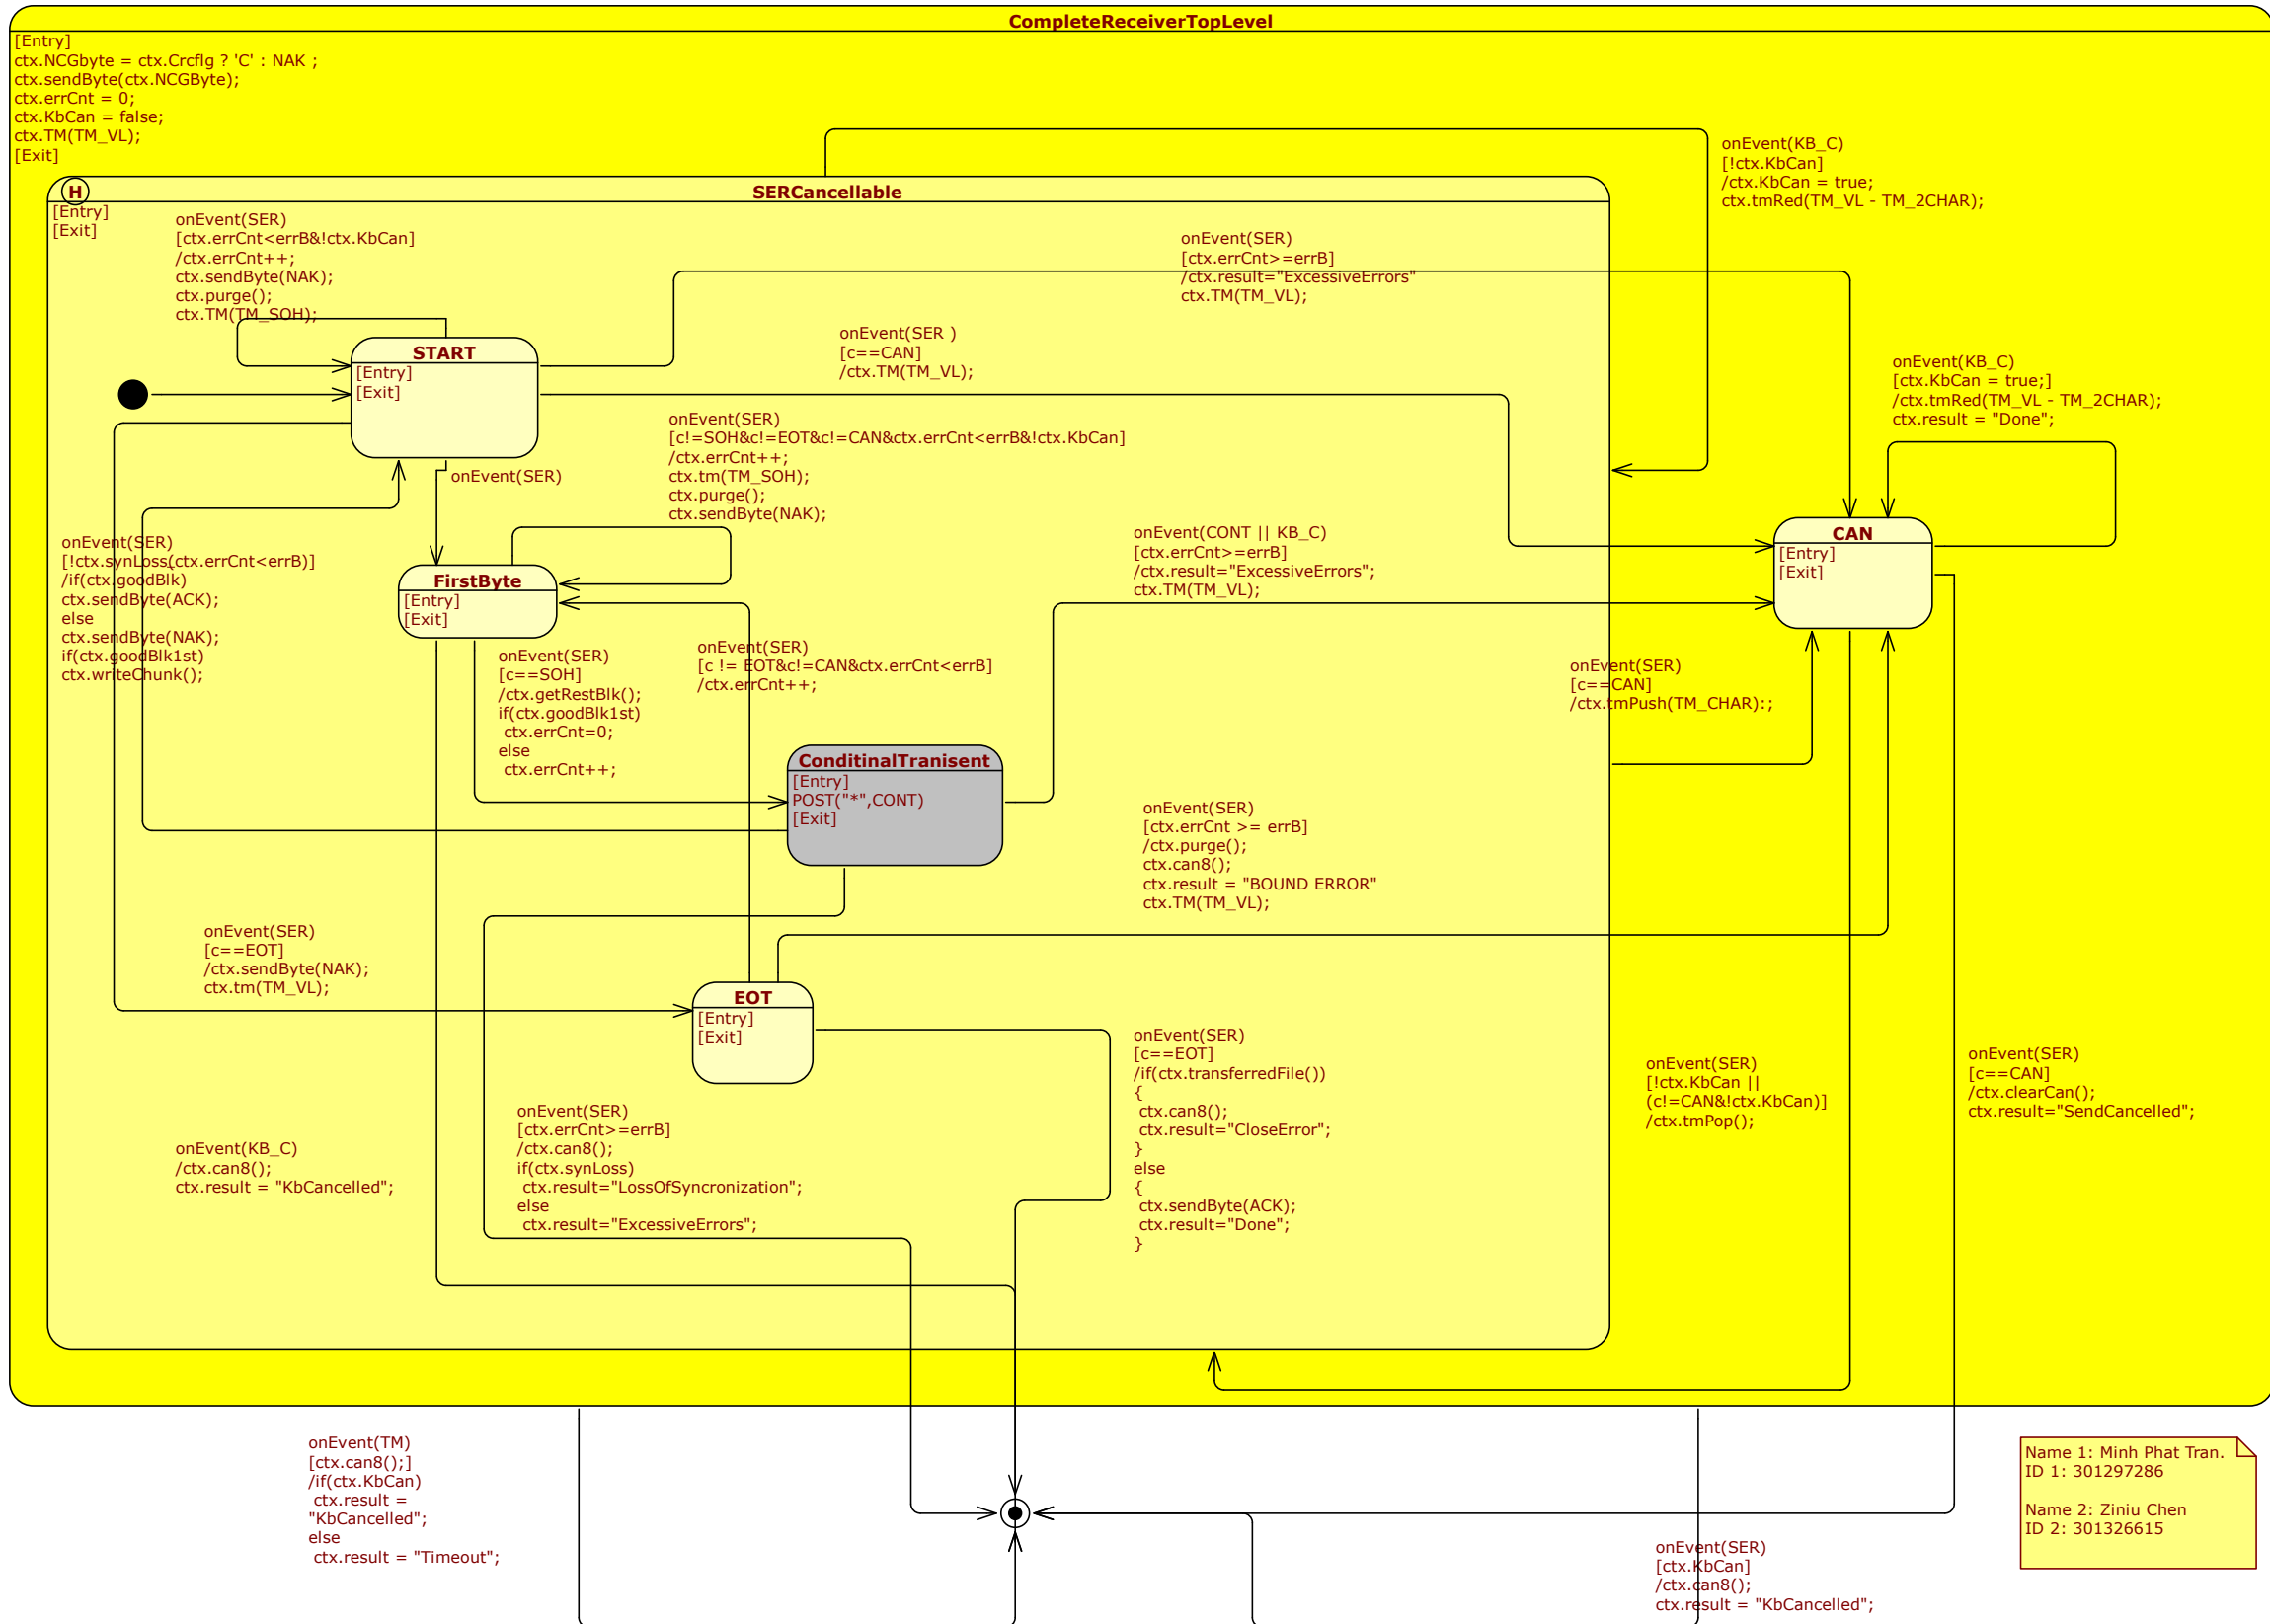 CompleteReceiverTopLevel
[Entry]
ctx.NCGbyte = ctx.Crcflg ? 'C' : NAK ;
ctx.sendByte(ctx.NCGByte);
ctx.errCnt = 0;
ctx.KbCan = false;
ctx.TM(TM_VL);
[Exit]
onEvent(KB_C)
[!ctx.KbCan]
/ctx.KbCan = true;
ctx.tmRed(TM_VL - TM_2CHAR);
H
SERCancellable
[Entry]
[Exit]
onEvent(SER)
[ctx.errCnt<errB&!ctx.KbCan]
/ctx.errCnt++;
ctx.sendByte(NAK);
ctx.purge();
ctx.TM(TM_SOH);
onEvent(SER)
[ctx.errCnt>=errB]
/ctx.result="ExcessiveErrors"
ctx.TM(TM_VL);
onEvent(SER )
[c==CAN]
/ctx.TM(TM_VL);
START
[Entry]
[Exit]
onEvent(KB_C)
[ctx.KbCan = true;]
/ctx.tmRed(TM_VL - TM_2CHAR);
ctx.result = "Done";
onEvent(SER)
[c!=SOH&c!=EOT&c!=CAN&ctx.errCnt<errB&!ctx.KbCan]
/ctx.errCnt++;
ctx.tm(TM_SOH);
ctx.purge();
ctx.sendByte(NAK);
onEvent(SER)
onEvent(SER)
[!ctx.synLoss(ctx.errCnt<errB)]
/if(ctx.goodBlk)
ctx.sendByte(ACK);
else
ctx.sendByte(NAK);
if(ctx.goodBlk1st)
ctx.writeChunk();
FirstByte
[Entry]
[Exit]
onEvent(CONT || KB_C)
[ctx.errCnt>=errB]
/ctx.result="ExcessiveErrors";
ctx.TM(TM_VL);
CAN
[Entry]
[Exit]
onEvent(SER)
[c==SOH]
/ctx.getRestBlk();
if(ctx.goodBlk1st)
ctx.errCnt=0;
else
ctx.errCnt++;
onEvent(SER)
[c != EOT&c!=CAN&ctx.errCnt<errB]
/ctx.errCnt++;
onEvent(SER)
[c==CAN]
/ctx.tmPush(TM_CHAR):;
ConditinalTranisent
[Entry]
POST("*",CONT)
[Exit]
onEvent(SER)
[ctx.errCnt >= errB]
/ctx.purge();
ctx.can8();
ctx.result = "BOUND ERROR"
ctx.TM(TM_VL);
onEvent(SER)
[c==EOT]
/ctx.sendByte(NAK);
ctx.tm(TM_VL);
EOT
[Entry]
[Exit]
onEvent(SER)
[c==EOT]
/if(ctx.transferredFile())
{
ctx.can8();
ctx.result="CloseError";
}
else
{
ctx.sendByte(ACK);
ctx.result="Done";
}
onEvent(SER)
[!ctx.KbCan ||
(c!=CAN&!ctx.KbCan)]
/ctx.tmPop();
onEvent(SER)
[c==CAN]
/ctx.clearCan();
ctx.result="SendCancelled";
onEvent(KB_C)
/ctx.can8();
ctx.result = "KbCancelled";
onEvent(SER)
[ctx.errCnt>=errB]
/ctx.can8();
if(ctx.synLoss)
ctx.result="LossOfSyncronization";
else
ctx.result="ExcessiveErrors";
onEvent(TM)
[ctx.can8();]
/if(ctx.KbCan)
ctx.result =
"KbCancelled";
else
ctx.result = "Timeout";
onEvent(SER)
[ctx.KbCan]
/ctx.can8();
ctx.result = "KbCancelled";
Name 1: Minh Phat Tran.
ID 1: 301297286
Name 2: Ziniu Chen
ID 2: 301326615